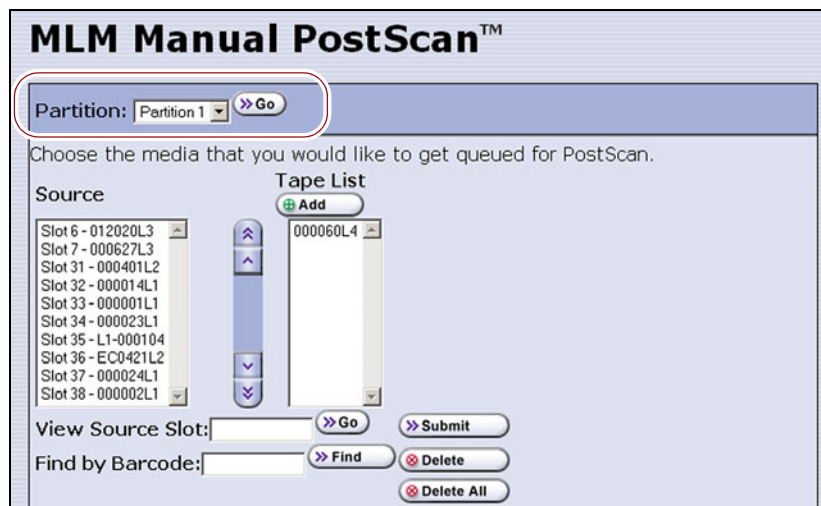 MLM Manual PostScan™
Partition: Partition 1 Go
Choose the media that you would like to get queued for PostScan.
Source
Tape List
Add
Slot 6 - 012020L3
Slot 7 - 000627L3
Slot 31 - 000401L2
Slot 32 - 000014L1
Slot 33 - 000001L1
Slot 34 - 000023L1
Slot 35 - L1-000104
Slot 36 - EC0421L2
Slot 37 - 000024L1
Slot 38 - 000002L1
000060L4
View Source Slot: Go Submit
Find by Barcode: Find Delete
Delete All